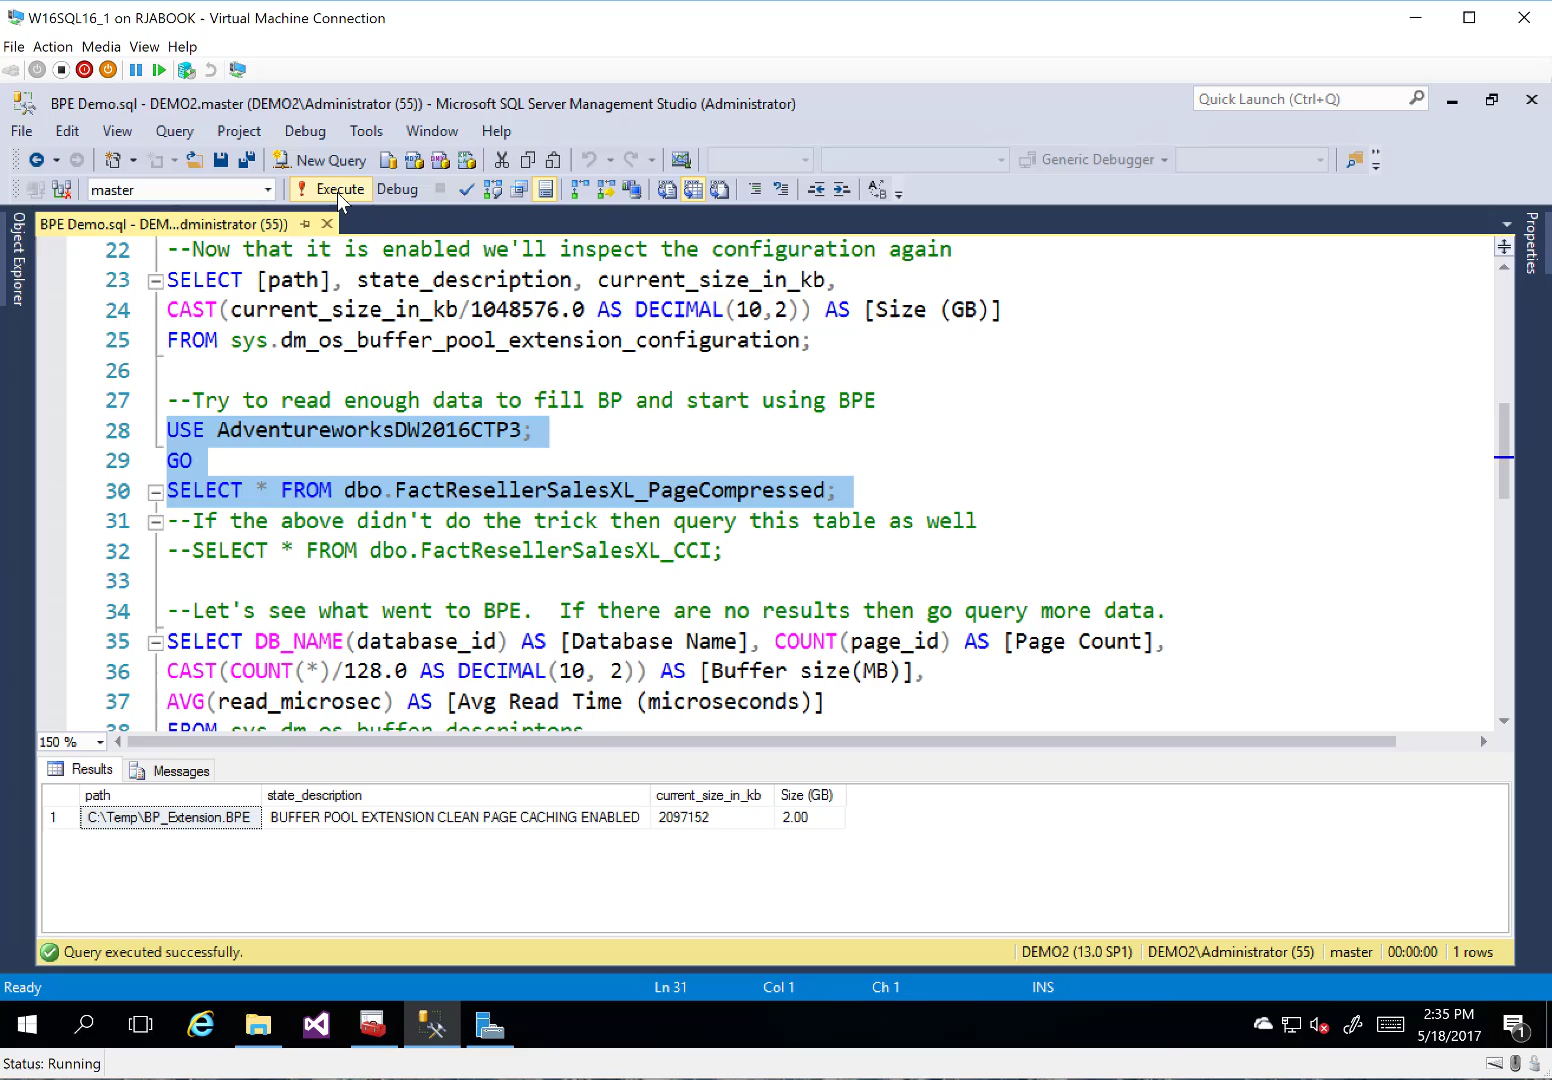 W16SQL16_1 on RJABOOK - Virtual Machine Connection
File Action Media View Help
BPE Demo.sql - DEMO2.master (DEMO2\Administrator (55)) - Microsoft SQL Server Management Studio (Administrator)
Quick Launch (Ctrl+Q)
File Edit View Query Project Debug Tools Window Help
New Query
Generic Debugger
master
Execute
Debug
Object Explorer
BPE Demo.sql - DEM...dministrator (55))
Properties
22 --Now that it is enabled we'll inspect the configuration again
23 SELECT [path], state_description, current_size_in_kb,
24 CAST(current_size_in_kb/1048576.0 AS DECIMAL(10,2)) AS [Size (GB)]
25 FROM sys.dm_os_buffer_pool_extension_configuration;
26
27 --Try to read enough data to fill BP and start using BPE
28 USE AdventureworksDW2016CTP3;
29 GO
30 SELECT * FROM dbo.FactResellerSalesXL_PageCompressed;
31 --If the above didn't do the trick then query this table as well
32 --SELECT * FROM dbo.FactResellerSalesXL_CCI;
33
34 --Let's see what went to BPE.  If there are no results then go query more data.
35 SELECT DB_NAME(database_id) AS [Database Name], COUNT(page_id) AS [Page Count],
36 CAST(COUNT(*)/128.0 AS DECIMAL(10, 2)) AS [Buffer size(MB)],
37 AVG(read_microsec) AS [Avg Read Time (microseconds)]
38 FROM sys.dm_os_buffer_descriptors
150 %
Results Messages
path state_description current_size_in_kb Size (GB)
1 C:\Temp\BP_Extension.BPE BUFFER POOL EXTENSION CLEAN PAGE CACHING ENABLED 2097152 2.00
Query executed successfully.
DEMO2 (13.0 SP1) DEMO2\Administrator (55) master 00:00:00 1 rows
Ready Ln 31 Col 1 Ch 1 INS
2:35 PM
5/18/2017
1
Status: Running